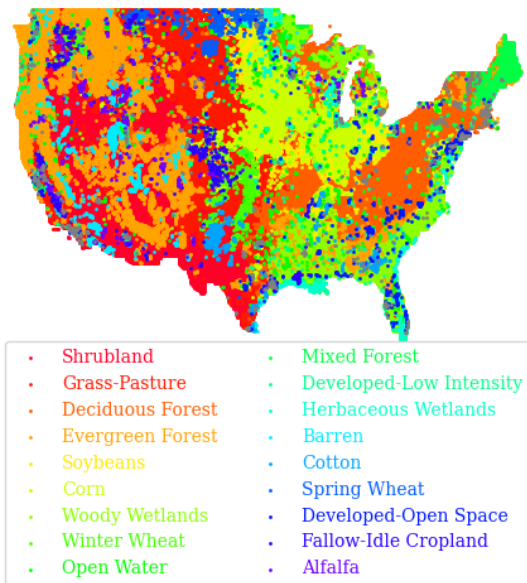 Shrubland
Grass-Pasture
Deciduous Forest
Evergreen Forest
Soybeans
Corn
Woody Wetlands
Winter Wheat
Open Water
Mixed Forest
Developed-Low Intensity
Herbaceous Wetlands
Barren
Cotton
Spring Wheat
Developed-Open Space
Fallow-Idle Cropland
Alfalfa